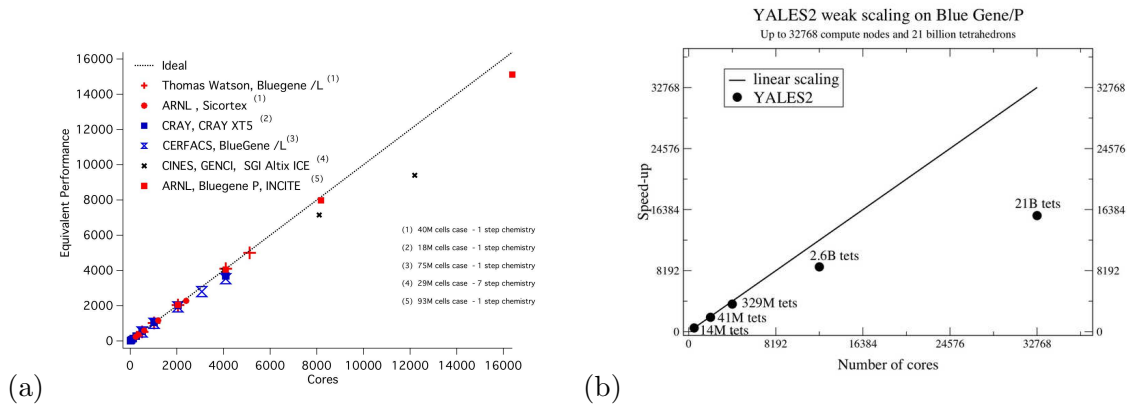 Equivalent Performance
16000
14000
12000
10000
8000
6000
4000
2000
0
Ideal
Thomas Watson, Bluegene /L (1)
ARNL , Sicortex (1)
CRAY, CRAY XT5 (2)
CERFACS, BlueGene /L(3)
CINES, GENCI, SGI Altix ICE (4)
ARNL, Bluegene P, INCITE (5)
(1) 40M cells case - 1 step chemistry
(2) 18M cells case - 1 step chemistry
(3) 75M cells case - 1 step chemistry
(4) 29M cells case - 7 step chemistry
(5) 93M cells case - 1 step chemistry
0 2000 4000 6000 8000 10000 12000 14000 16000
Cores
(a)
YALES2 weak scaling on Blue Gene/P
Up to 32768 compute nodes and 21 billion tetrahedrons
linear scaling
YALES2
Speed-up
32768 32768
24576 24576
16384 16384
8192 8192
0 0
21B tets
2.6B tets
329M tets
41M tets
14M tets
0 8192 16384 24576 32768
Number of cores
(b)